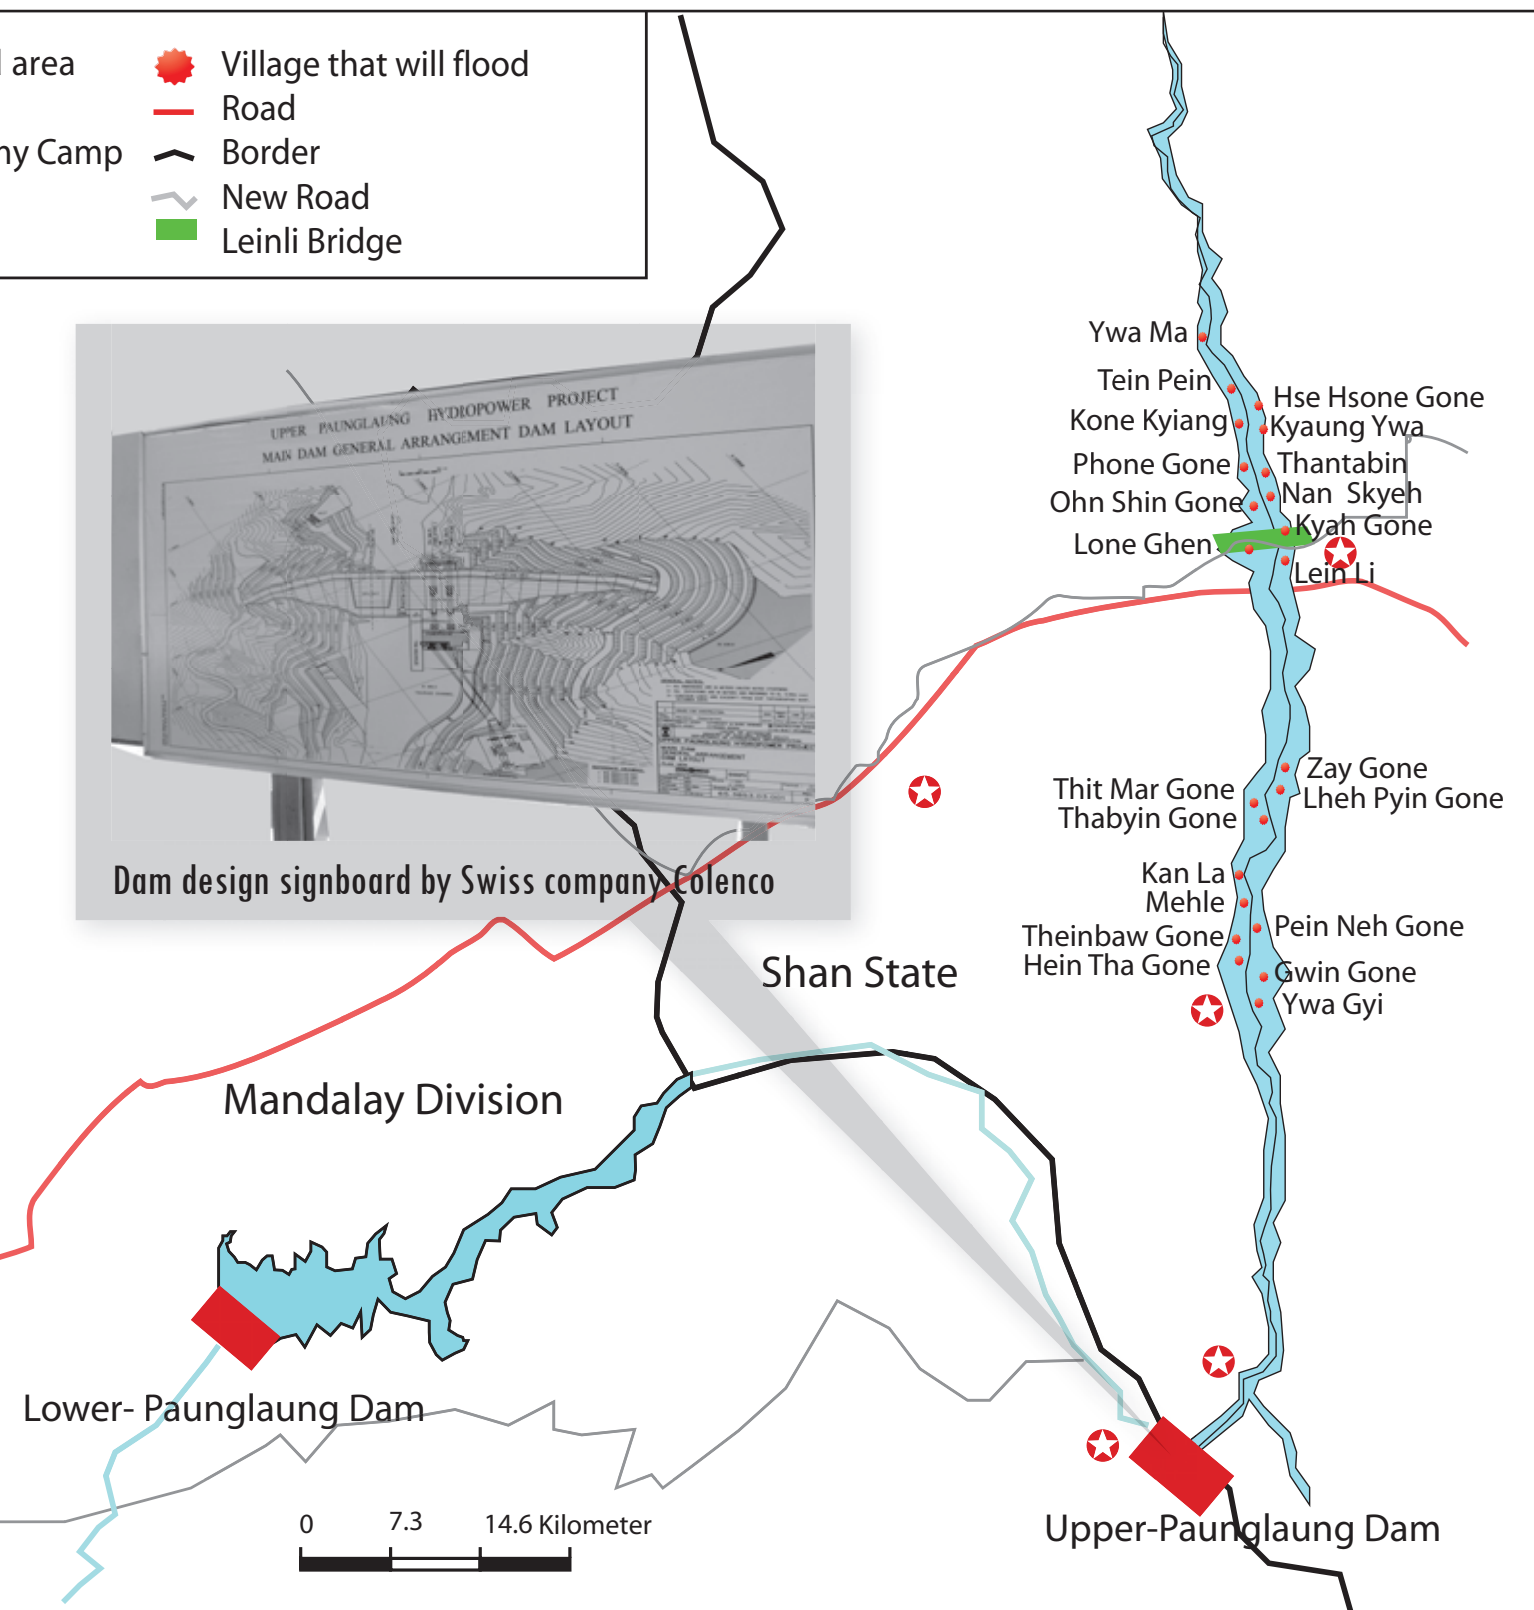 area
Village that will flood
Road
ny Camp
Border
New Road
Leinli Bridge
UPPER PAUNGLAUNG HYDROPOWER PROJECT
MAIN DAM GENERAL ARRANGEMENT DAM LAYOUT
Dam design signboard by Swiss company Colenco
Ywa Ma
Tein Pein
Hse Hsone Gone
Kone Kyiang
Kyaung Ywa
Phone Gone
Thantabin
Ohn Shin Gone
Nan Skyeh
Kyah Gone
Lone Ghen
Lein Li
Zay Gone
Thit Mar Gone
Lheh Pyin Gone
Thabyin Gone
Kan La
Mehle
Pein Neh Gone
Theinbaw Gone
Hein Tha Gone
Gwin Gone
Ywa Gyi
Shan State
Mandalay Division
Lower- Paunglaung Dam
0 7.3 14.6 Kilometer
Upper-Paunglaung Dam